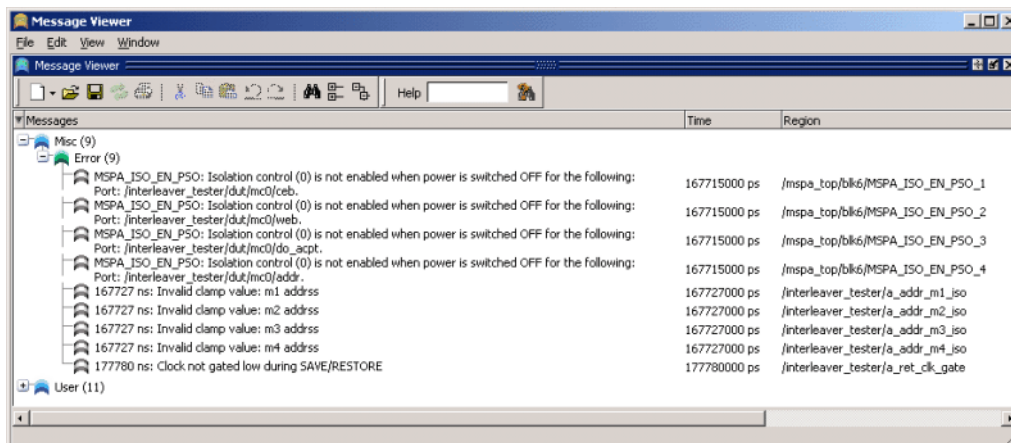 Message Viewer
File Edit View Window
Message Viewer
Help
Messages Time Region
Misc (9)
Error (9)
MSPA_ISO_EN_PSO: Isolation control (0) is not enabled when power is switched OFF for the following:
Port: /interleaver_tester/dut/mc0/ceb. 167715000 ps /mspa_top/blk6/MSPA_ISO_EN_PSO_1
MSPA_ISO_EN_PSO: Isolation control (0) is not enabled when power is switched OFF for the following:
Port: /interleaver_tester/dut/mc0/web. 167715000 ps /mspa_top/blk6/MSPA_ISO_EN_PSO_2
MSPA_ISO_EN_PSO: Isolation control (0) is not enabled when power is switched OFF for the following:
Port: /interleaver_tester/dut/mc0/do_acpt. 167715000 ps /mspa_top/blk6/MSPA_ISO_EN_PSO_3
MSPA_ISO_EN_PSO: Isolation control (0) is not enabled when power is switched OFF for the following:
Port: /interleaver_tester/dut/mc0/addr. 167715000 ps /mspa_top/blk6/MSPA_ISO_EN_PSO_4
167727 ns: Invalid clamp value: m1 addrss 167727000 ps /interleaver_tester/a_addr_m1_iso
167727 ns: Invalid clamp value: m2 addrss 167727000 ps /interleaver_tester/a_addr_m2_iso
167727 ns: Invalid clamp value: m3 addrss 167727000 ps /interleaver_tester/a_addr_m3_iso
167727 ns: Invalid clamp value: m4 addrss 167727000 ps /interleaver_tester/a_addr_m4_iso
177780 ns: Clock not gated low during SAVE/RESTORE 177780000 ps /interleaver_tester/a_ret_clk_gate
User (11)